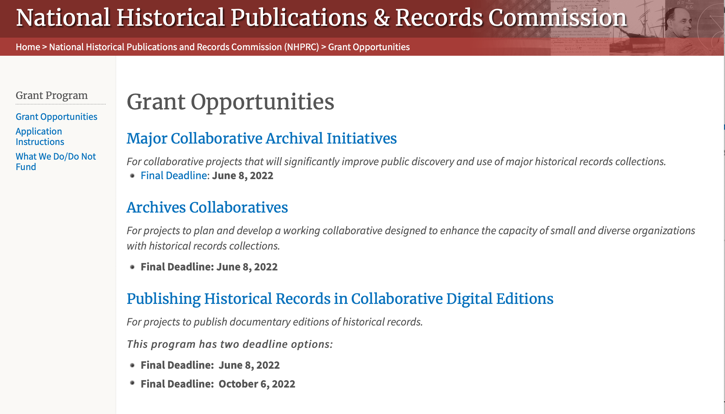 National Historical Publications & Records Commission
Home > National Historical Publications and Records Commission (NHPRC) > Grant Opportunities
Grant Program
Grant Opportunities
Application
Instructions
What We Do/Do Not
Fund
Grant Opportunities
Major Collaborative Archival Initiatives
For collaborative projects that will significantly improve public discovery and use of major historical records collections.
• Final Deadline: June 8, 2022
Archives Collaboratives
For projects to plan and develop a working collaborative designed to enhance the capacity of small and diverse organizations
with historical records collections.
• Final Deadline: June 8, 2022
Publishing Historical Records in Collaborative Digital Editions
For projects to publish documentary editions of historical records.
This program has two deadline options:
• Final Deadline: June 8, 2022
• Final Deadline: October 6, 2022